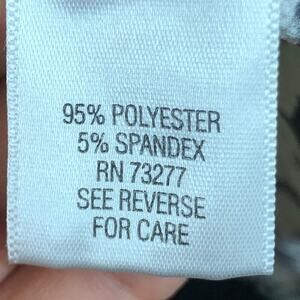 95% POLYESTER
5% SPANDEX
RN 73277
SEE REVERSE
FOR CARE